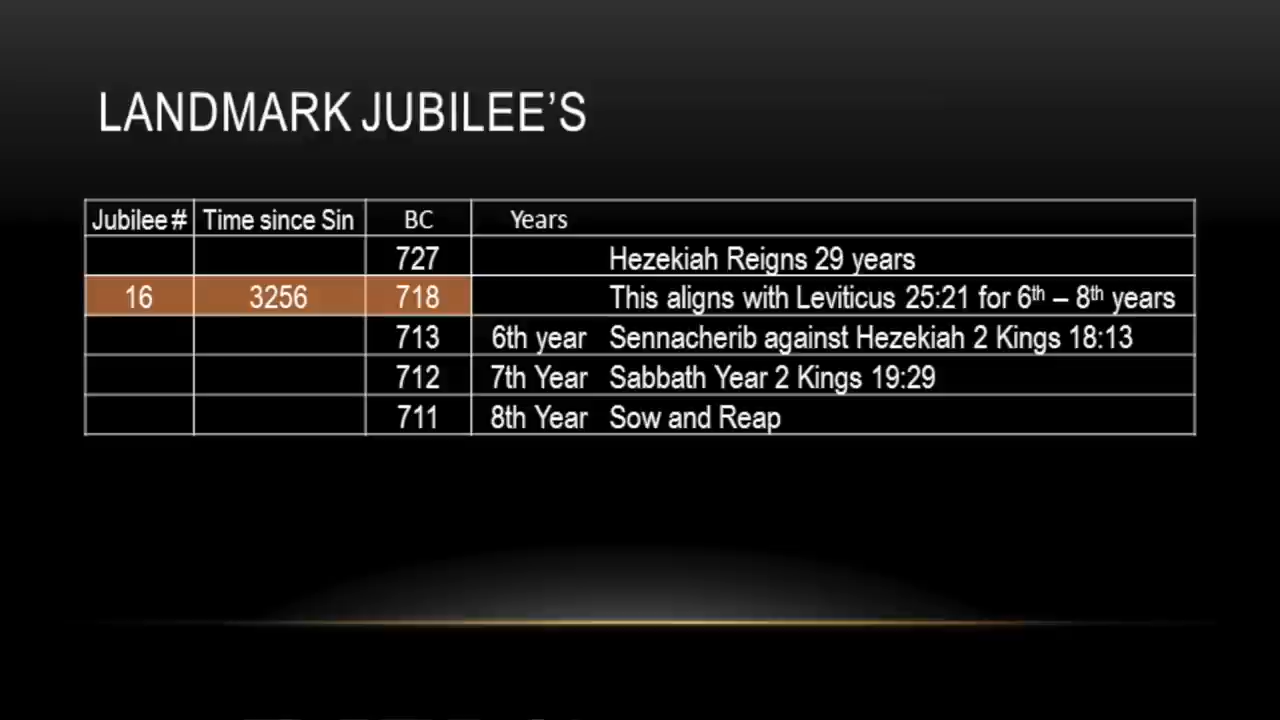 LANDMARK JUBILEE’S
Jubilee # Time since Sin BC Years
727 Hezekiah Reigns 29 years
16 3256 718 This aligns with Leviticus 25:21 for 6th – 8th years
713 6th year Sennacherib against Hezekiah 2 Kings 18:13
712 7th Year Sabbath Year 2 Kings 19:29
711 8th Year Sow and Reap